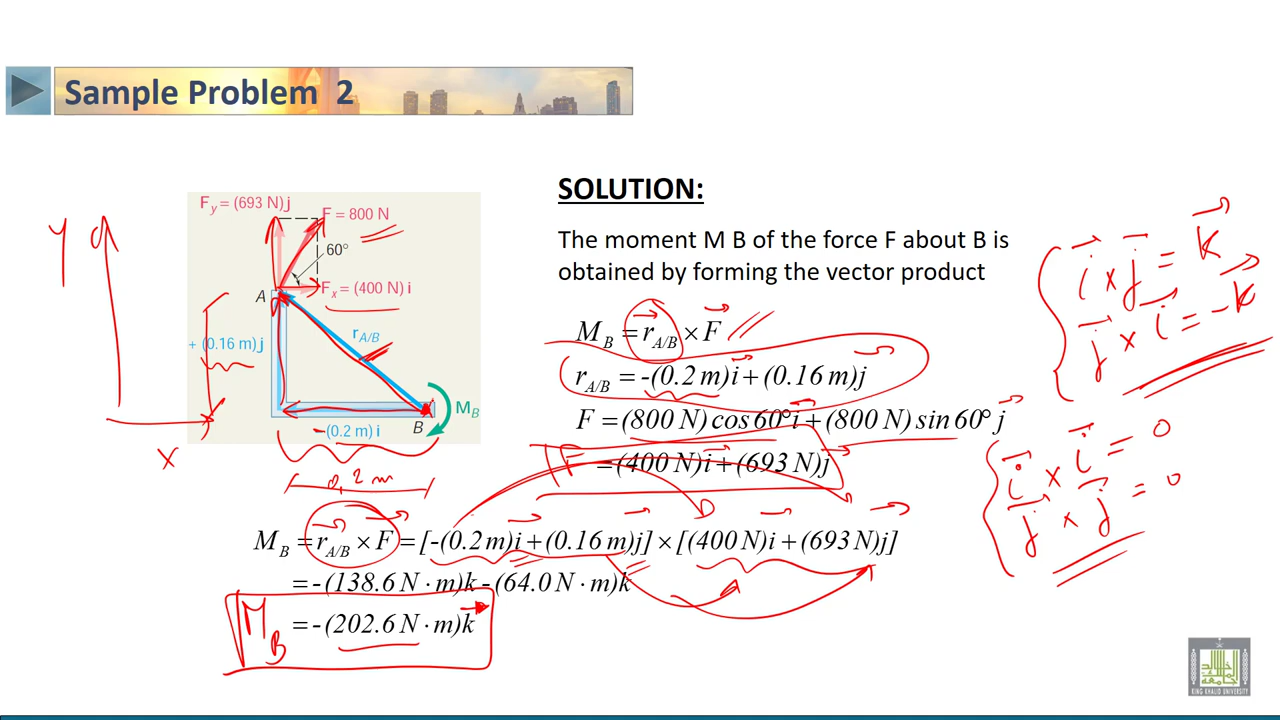 Sample Problem 2
F_y = (693 N) j
F = 800 N
60°
F_x = (400 N) i
A
r_A/B
+ (0.16 m) j
M_B
B
-(0.2 m) i
y
x
0,2 m
SOLUTION:
The moment M B of the force F about B is
obtained by forming the vector product
M_B = r_A/B × F
r_A/B = -(0.2 m)i + (0.16 m)j
F = (800 N) cos 60° i + (800 N) sin 60° j
F = (400 N)i + (693 N)j
M_B = r_A/B × F = [-(0.2 m)i + (0.16 m)j] × [(400 N)i + (693 N)j]
= -(138.6 N·m)k -(64.0 N·m)k
M_B = -(202.6 N·m)k
i × j = k
j × i = -k
i × i = 0
j × j = 0
KING KHALID UNIVERSITY